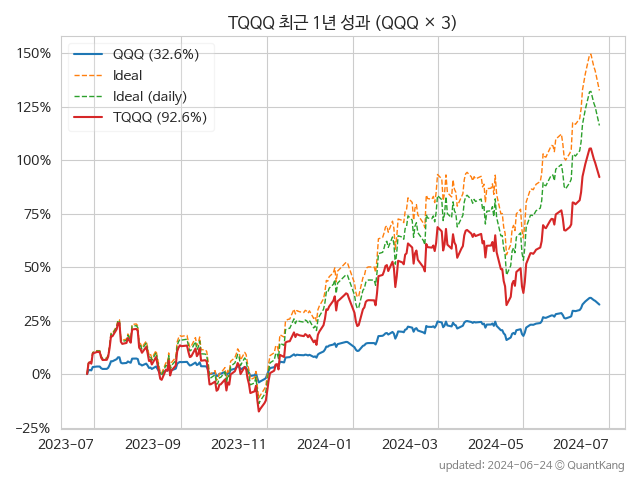 TQQQ 최근 1년 성과 (QQQ × 3)
QQQ (32.6%)
Ideal
Ideal (daily)
TQQQ (92.6%)
150%
125%
100%
75%
50%
25%
0%
−25%
2023-07 2023-09 2023-11 2024-01 2024-03 2024-05 2024-07
updated: 2024-06-24 © QuantKang